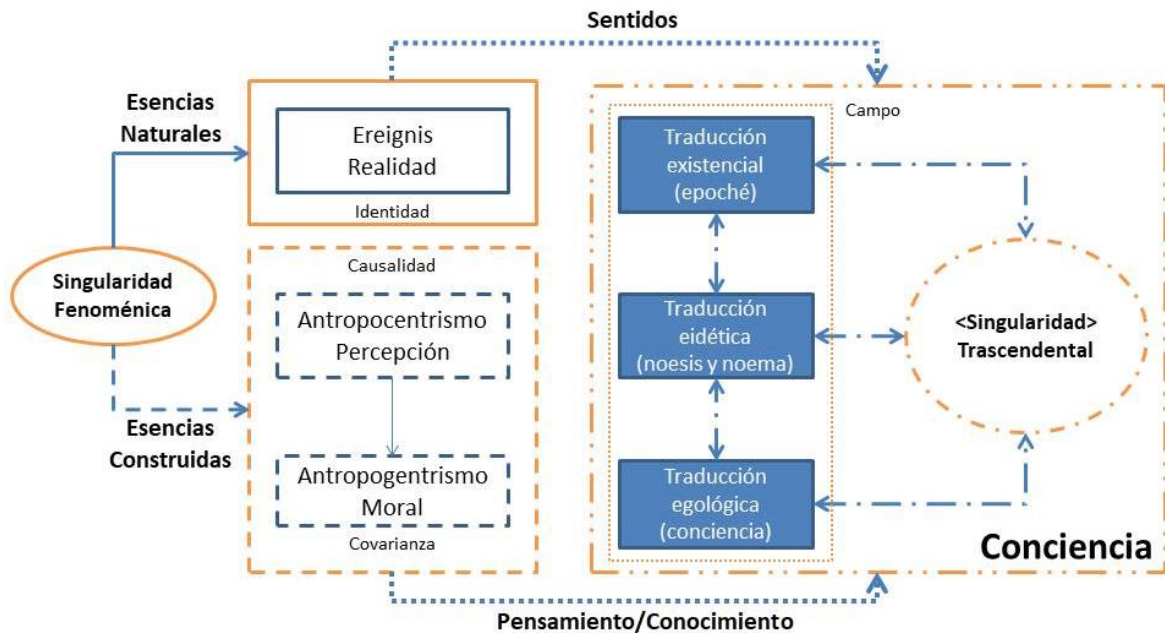 Sentidos
Esencias
Naturales
Ereignis
Realidad
Identidad
Singularidad
Fenoménica
Causalidad
Antropocentrismo
Percepción
Antropogentrismo
Moral
Covarianza
Esencias
Construidas
Campo
Traducción
existencial
(epoché)
Traducción
eidética
(noesis y noema)
Traducción
egológica
(conciencia)
<Singularidad>
Trascendental
Conciencia
Pensamiento/Conocimiento